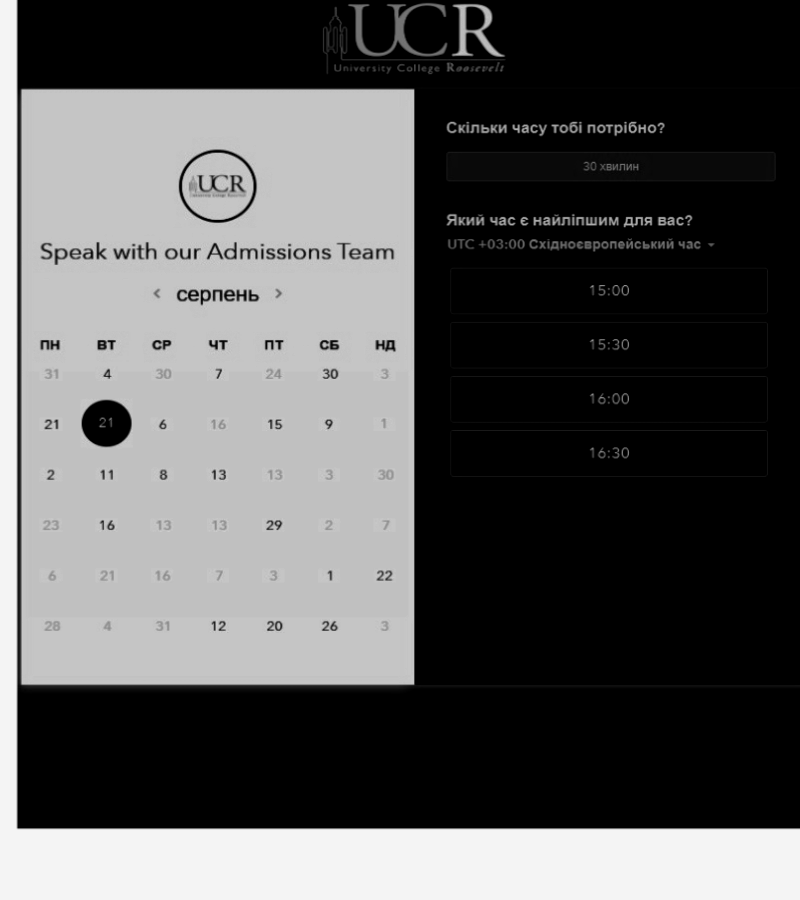 UCR
University College Roosevelt
UCR
Speak with our Admissions Team
< серпень >
ПН ВТ СР ЧТ ПТ СБ НД
31 4 30 7 24 30 3
21 21 6 16 15 9 1
2 11 8 13 13 3 30
23 16 13 13 29 2 7
6 21 16 7 3 1 22
28 4 31 12 20 26 3
Скільки часу тобі потрібно?
30 хвилин
Який час є найліпшим для вас?
UTC +03:00 Східноєвропейський час
15:00
15:30
16:00
16:30